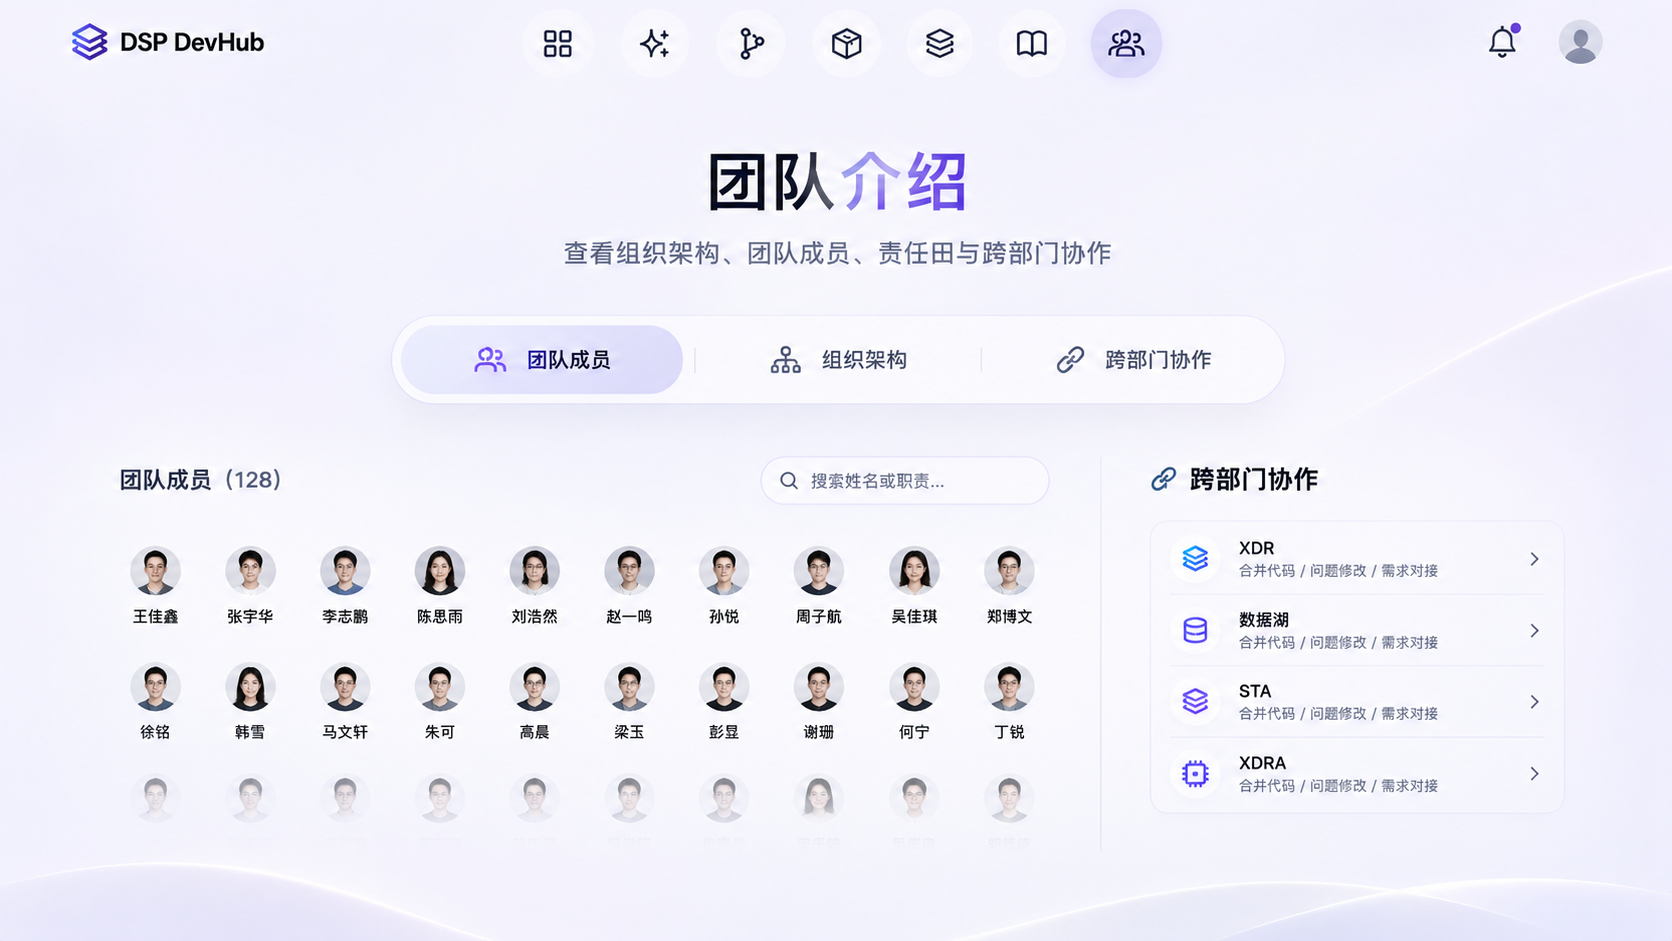 DSP DevHub
团队介绍
查看组织架构、团队成员、责任田与跨部门协作
团队成员
组织架构
跨部门协作
团队成员（128）
搜索姓名或职责...
王佳鑫 张宇华 李志鹏 陈思雨 刘浩然 赵一鸣 孙悦 周子航 吴佳琪 郑博文
徐铭 韩雪 马文轩 朱可 高晨 梁玉 彭昱 谢珊 何宁 丁锐
跨部门协作
XDR
合并代码 / 问题修改 / 需求对接
数据湖
合并代码 / 问题修改 / 需求对接
STA
合并代码 / 问题修改 / 需求对接
XDRA
合并代码 / 问题修改 / 需求对接